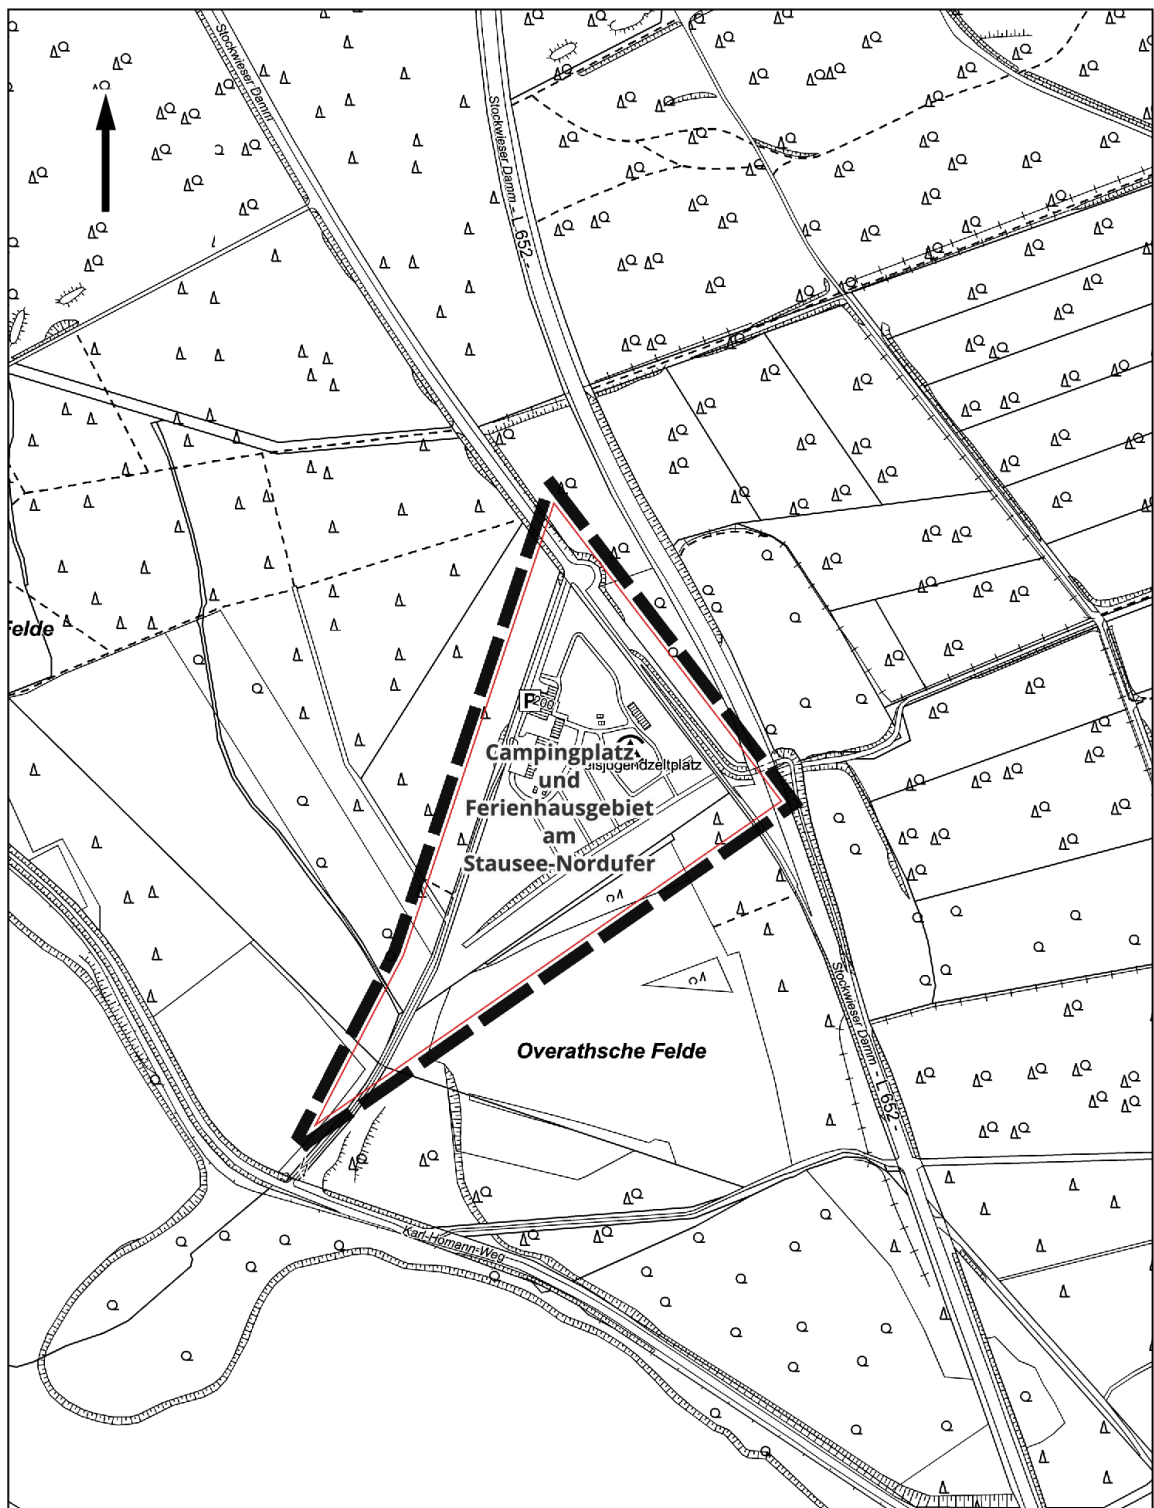 Stockwieser Damm
Stockwieser Damm - L 652 -
Felde
P
200
Campingplatz
und
Ferienhausgebiet
am
Stausee-Nordufer
Overathsche Felde
Stockwieser Damm - L 652 -
Karl-Homann-Weg